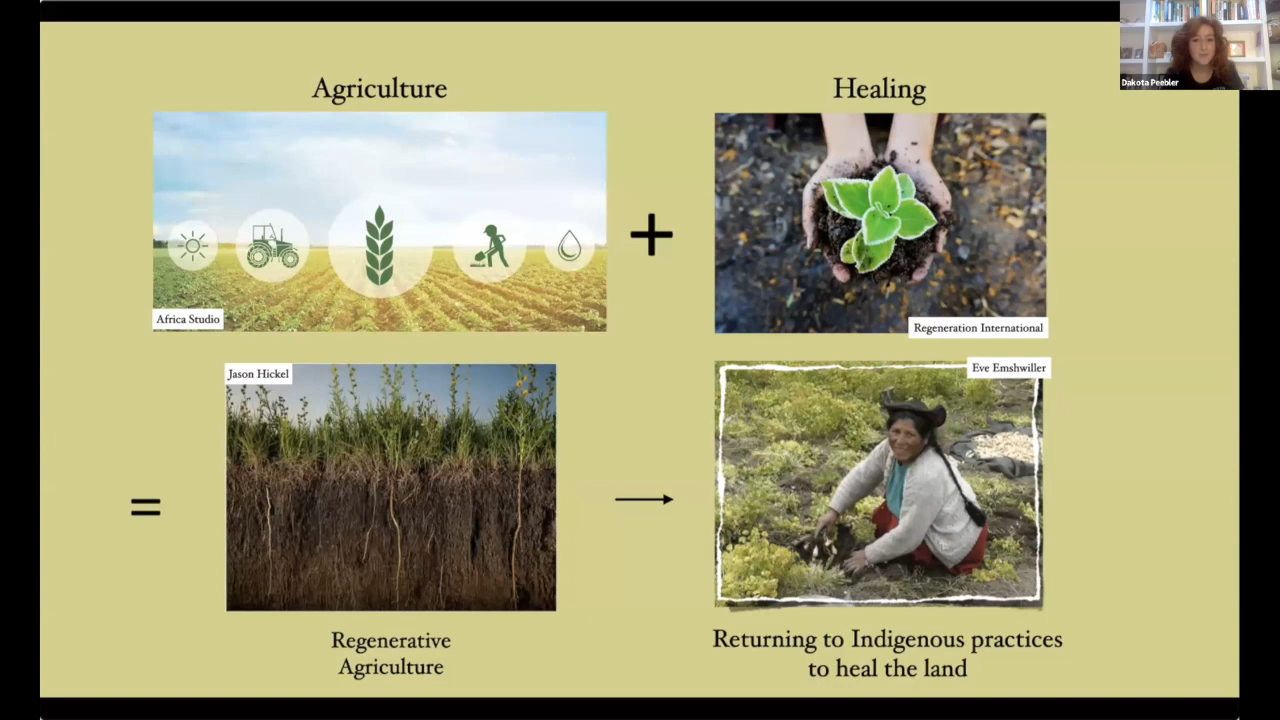 Dakota Peebler
Agriculture
Healing
Africa Studio
+
Regeneration International
Jason Hickel
Eve Emshwiller
=
Regenerative
Agriculture
Returning to Indigenous practices
to heal the land